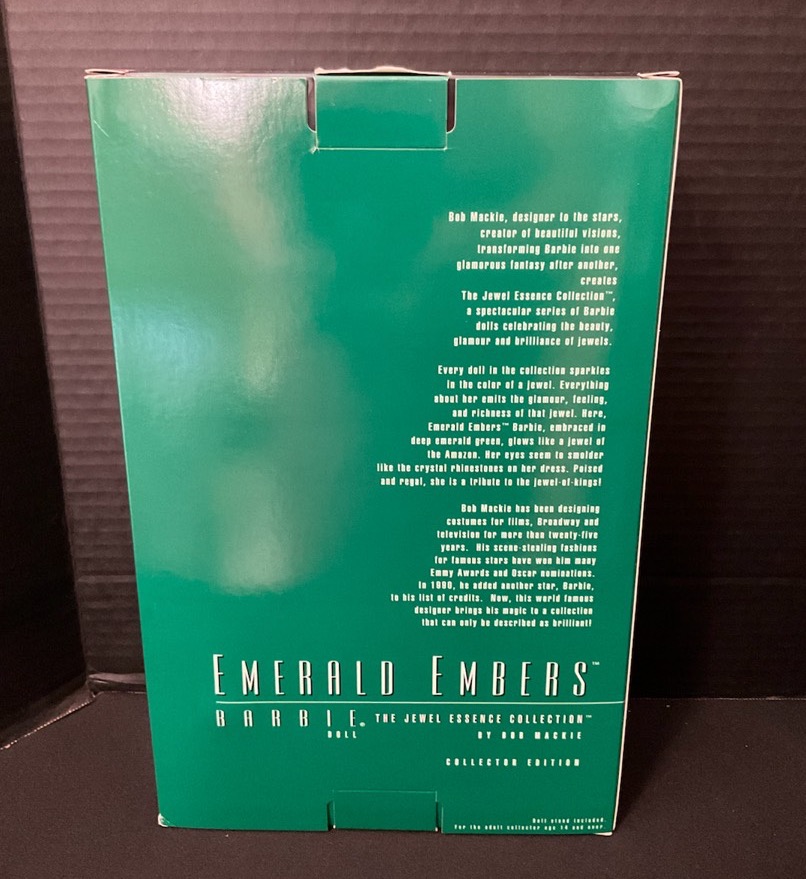 Bob Mackie, designer to the stars,
creator of beautiful visions,
transforming Barbie into one
glamorous fantasy after another,
creates
The Jewel Essence Collection™,
a spectacular series of Barbie
dolls celebrating the beauty,
glamour and brilliance of jewels.
Every doll in the collection sparkles
in the color of a jewel. Everything
about her emits the glamour, feeling,
and richness of that jewel. Here,
Emerald Embers™ Barbie, embraced in
deep emerald green, glows like a jewel of
the Amazon. Her eyes seem to smolder
like the crystal rhinestones on her dress. Poised
and regal, she is a tribute to the jewel-of-kings!
Bob Mackie has been designing
costumes for films, Broadway and
television for more than twenty-five
years. His scene-stealing fashions
for famous stars have won him many
Emmy Awards and Oscar nominations.
In 1990, he added another star, Barbie,
to his list of credits. Now, this world famous
designer brings his magic to a collection
that can only be described as brilliant!
EMERALD EMBERS™
BARBIE® THE JEWEL ESSENCE COLLECTION™
DOLL BY BOB MACKIE
COLLECTOR EDITION
Doll stand included.
For the adult collector age 14 and over.